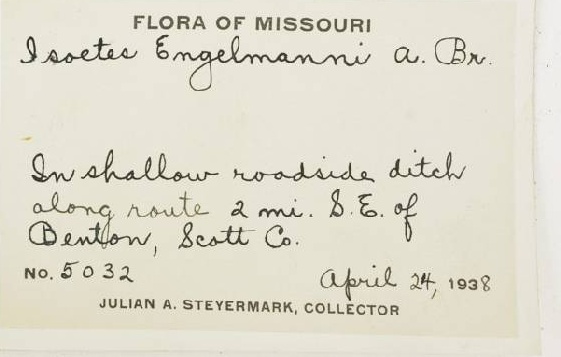 FLORA OF MISSOURI
Isoetes Engelmanni A. Br.
In shallow roadside ditch
along route 2 mi. S.E. of
Benton, Scott Co.
No. 5032 April 24, 1938
JULIAN A. STEYERMARK, COLLECTOR